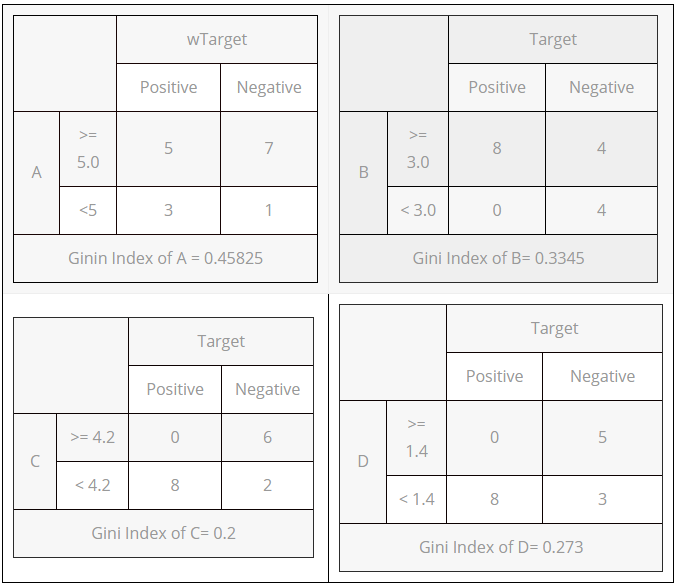 wTarget
Positive Negative
A >= 5.0 5 7
<5 3 1
Ginin Index of A = 0.45825
Target
Positive Negative
B >= 3.0 8 4
< 3.0 0 4
Gini Index of B= 0.3345
Target
Positive Negative
C >= 4.2 0 6
< 4.2 8 2
Gini Index of C= 0.2
Target
Positive Negative
D >= 1.4 0 5
< 1.4 8 3
Gini Index of D= 0.273